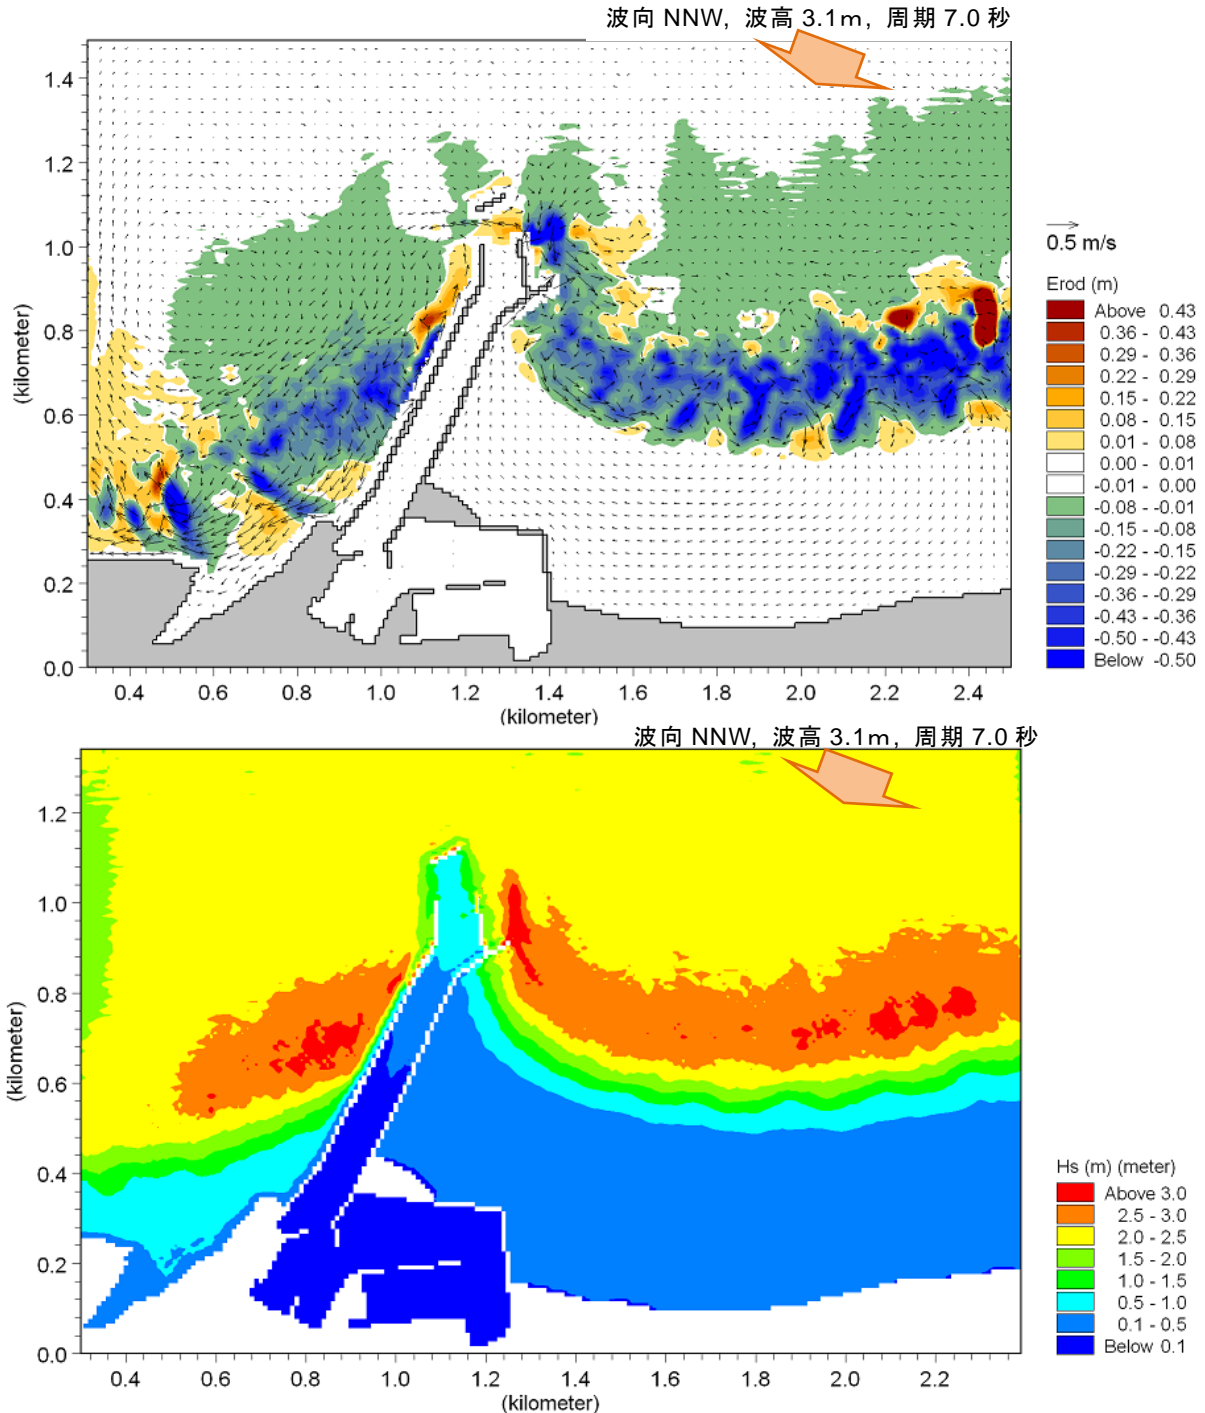 波向 NNW, 波高 3.1m, 周期 7.0 秒
1.4
1.2
1.0
0.8
0.6
0.4
0.2
0.0
(kilometer)
0.4 0.6 0.8 1.0 1.2 1.4 1.6 1.8 2.0 2.2 2.4
(kilometer)
0.5 m/s
Erod (m)
Above 0.43
0.36 - 0.43
0.29 - 0.36
0.22 - 0.29
0.15 - 0.22
0.08 - 0.15
0.01 - 0.08
0.00 - 0.01
-0.01 - 0.00
-0.08 - -0.01
-0.15 - -0.08
-0.22 - -0.15
-0.29 - -0.22
-0.36 - -0.29
-0.43 - -0.36
-0.50 - -0.43
Below -0.50
波向 NNW, 波高 3.1m, 周期 7.0 秒
1.2
1.0
0.8
0.6
0.4
0.2
0.0
(kilometer)
0.4 0.6 0.8 1.0 1.2 1.4 1.6 1.8 2.0 2.2
(kilometer)
Hs (m) (meter)
Above 3.0
2.5 - 3.0
2.0 - 2.5
1.5 - 2.0
1.0 - 1.5
0.5 - 1.0
0.1 - 0.5
Below 0.1